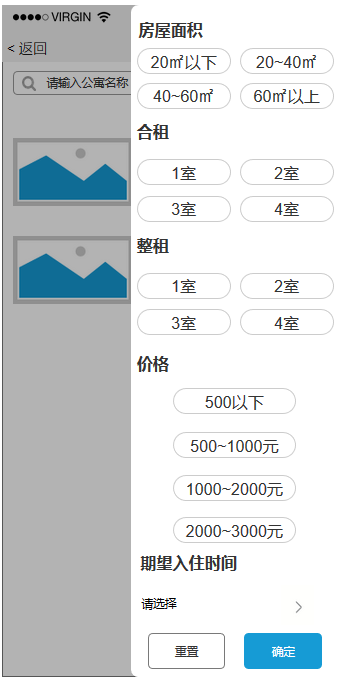 VIRGIN
< 返回
请输入公寓名称
房屋面积
20㎡以下 20~40㎡
40~60㎡ 60㎡以上
合租
1室 2室
3室 4室
整租
1室 2室
3室 4室
价格
500以下
500~1000元
1000~2000元
2000~3000元
期望入住时间
请选择
重置 确定